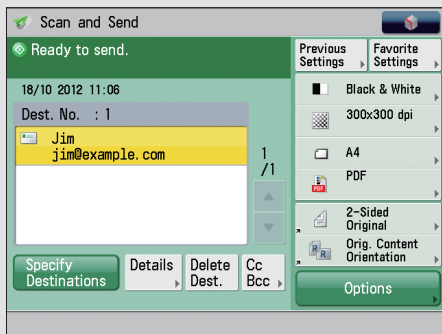 Scan and Send
Ready to send.
18/10 2012 11:06
Dest. No. : 1
Jim
jim@example.com
1
/1
Specify
Destinations
Details
Delete
Dest.
Cc
Bcc
Previous
Settings
Favorite
Settings
Black & White
300x300 dpi
A4
PDF
PDF
2-Sided
Original
R R
Orig. Content
Orientation
Options